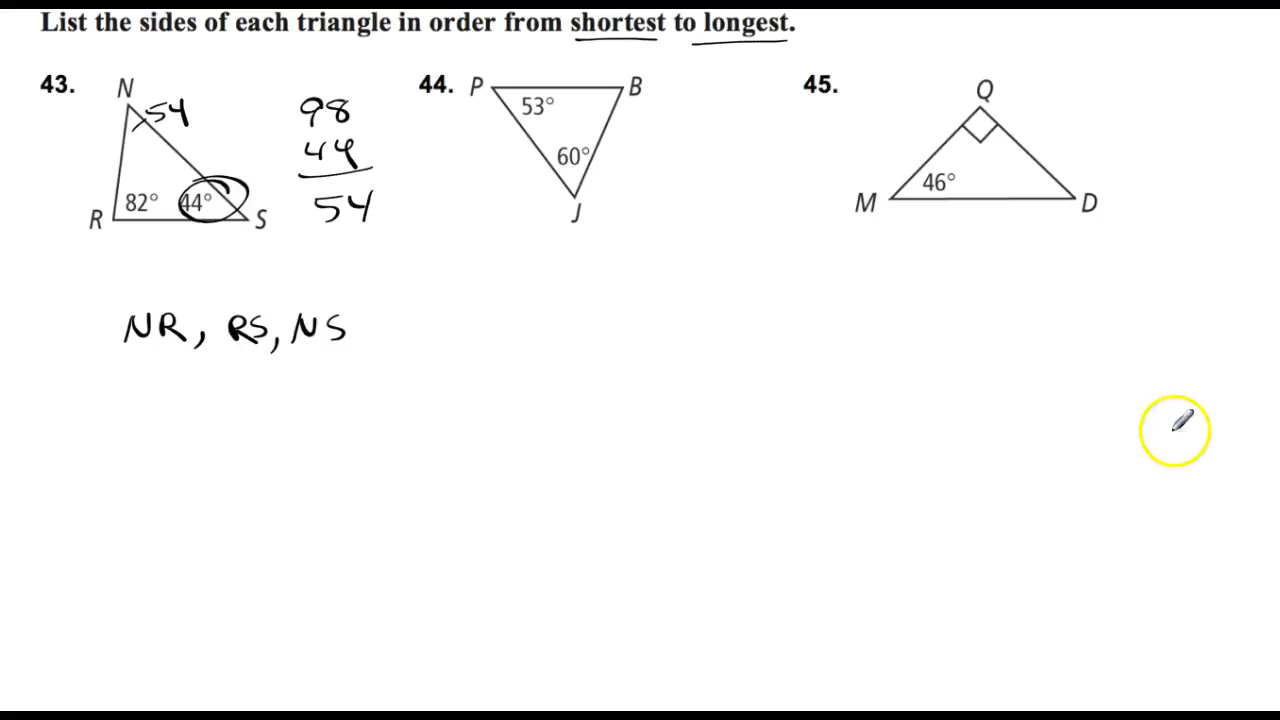 List the sides of each triangle in order from shortest to longest.
43.
N
54
82°
44°
R
S
98
44
54
NR, RS, NS
44.
P
B
53°
60°
J
45.
Q
46°
M
D